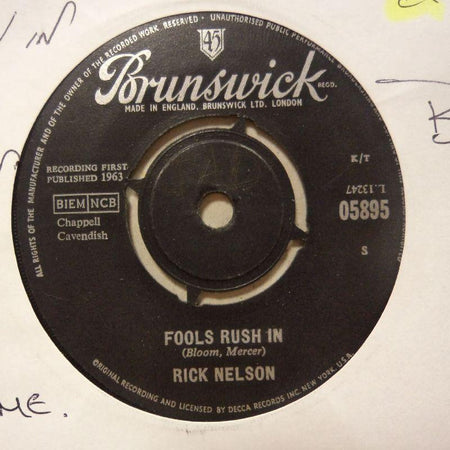 IN
ALL RIGHTS OF THE MANUFACTURER AND OF THE OWNER OF THE RECORDED WORK RESERVED · UNAUTHORISED PUBLIC PERFORMANCE
45
Brunswick
REGD.
MADE IN ENGLAND. BRUNSWICK LTD. LONDON
RECORDING FIRST
PUBLISHED 1963
BIEM NCB
Chappell
Cavendish
K/T
L.13247
05895
S
FOOLS RUSH IN
(Bloom, Mercer)
RICK NELSON
ORIGINAL RECORDING AND LICENSED BY DECCA RECORDS INC. NEW YORK. U.S.A.
ME.